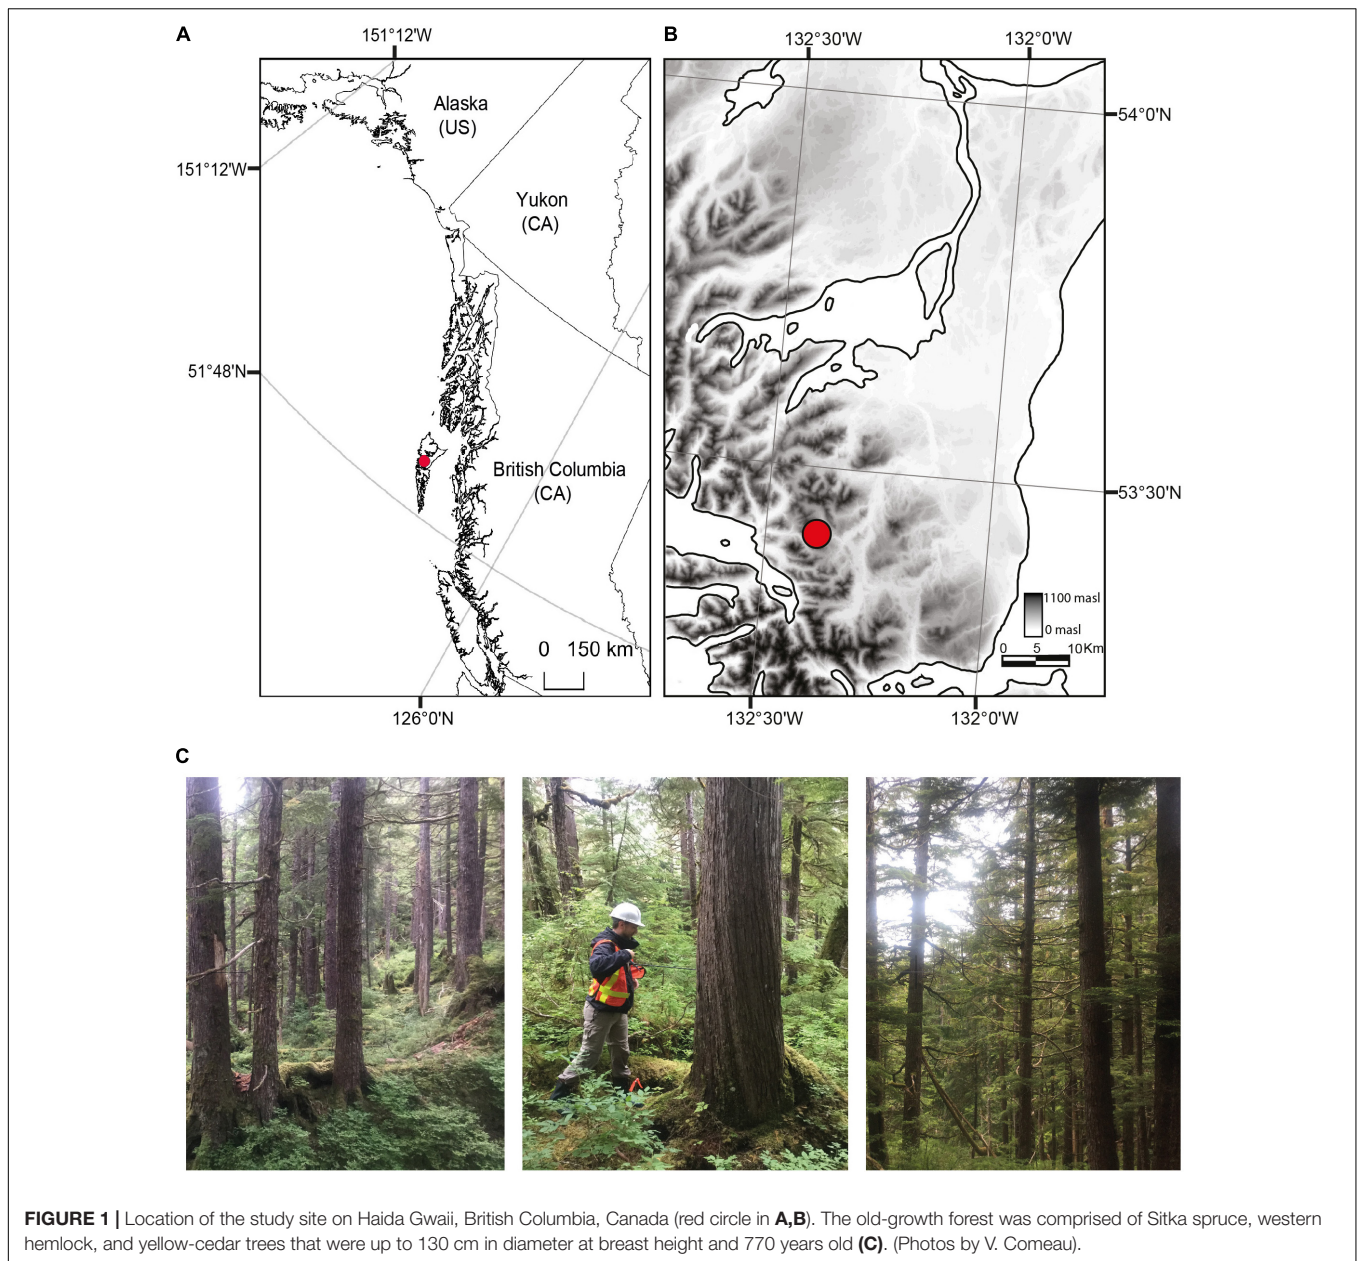 A
151°12'W
B
132°30'W
132°0'W
Alaska
(US)
54°0'N
151°12'W
Yukon
(CA)
51°48'N
British Columbia
(CA)
53°30'N
1100 masl
0 masl
0 150 km
0 5 10Km
126°0'N
132°30'W
132°0'W
C
FIGURE 1 | Location of the study site on Haida Gwaii, British Columbia, Canada (red circle in A,B). The old-growth forest was comprised of Sitka spruce, western
hemlock, and yellow-cedar trees that were up to 130 cm in diameter at breast height and 770 years old (C). (Photos by V. Comeau).